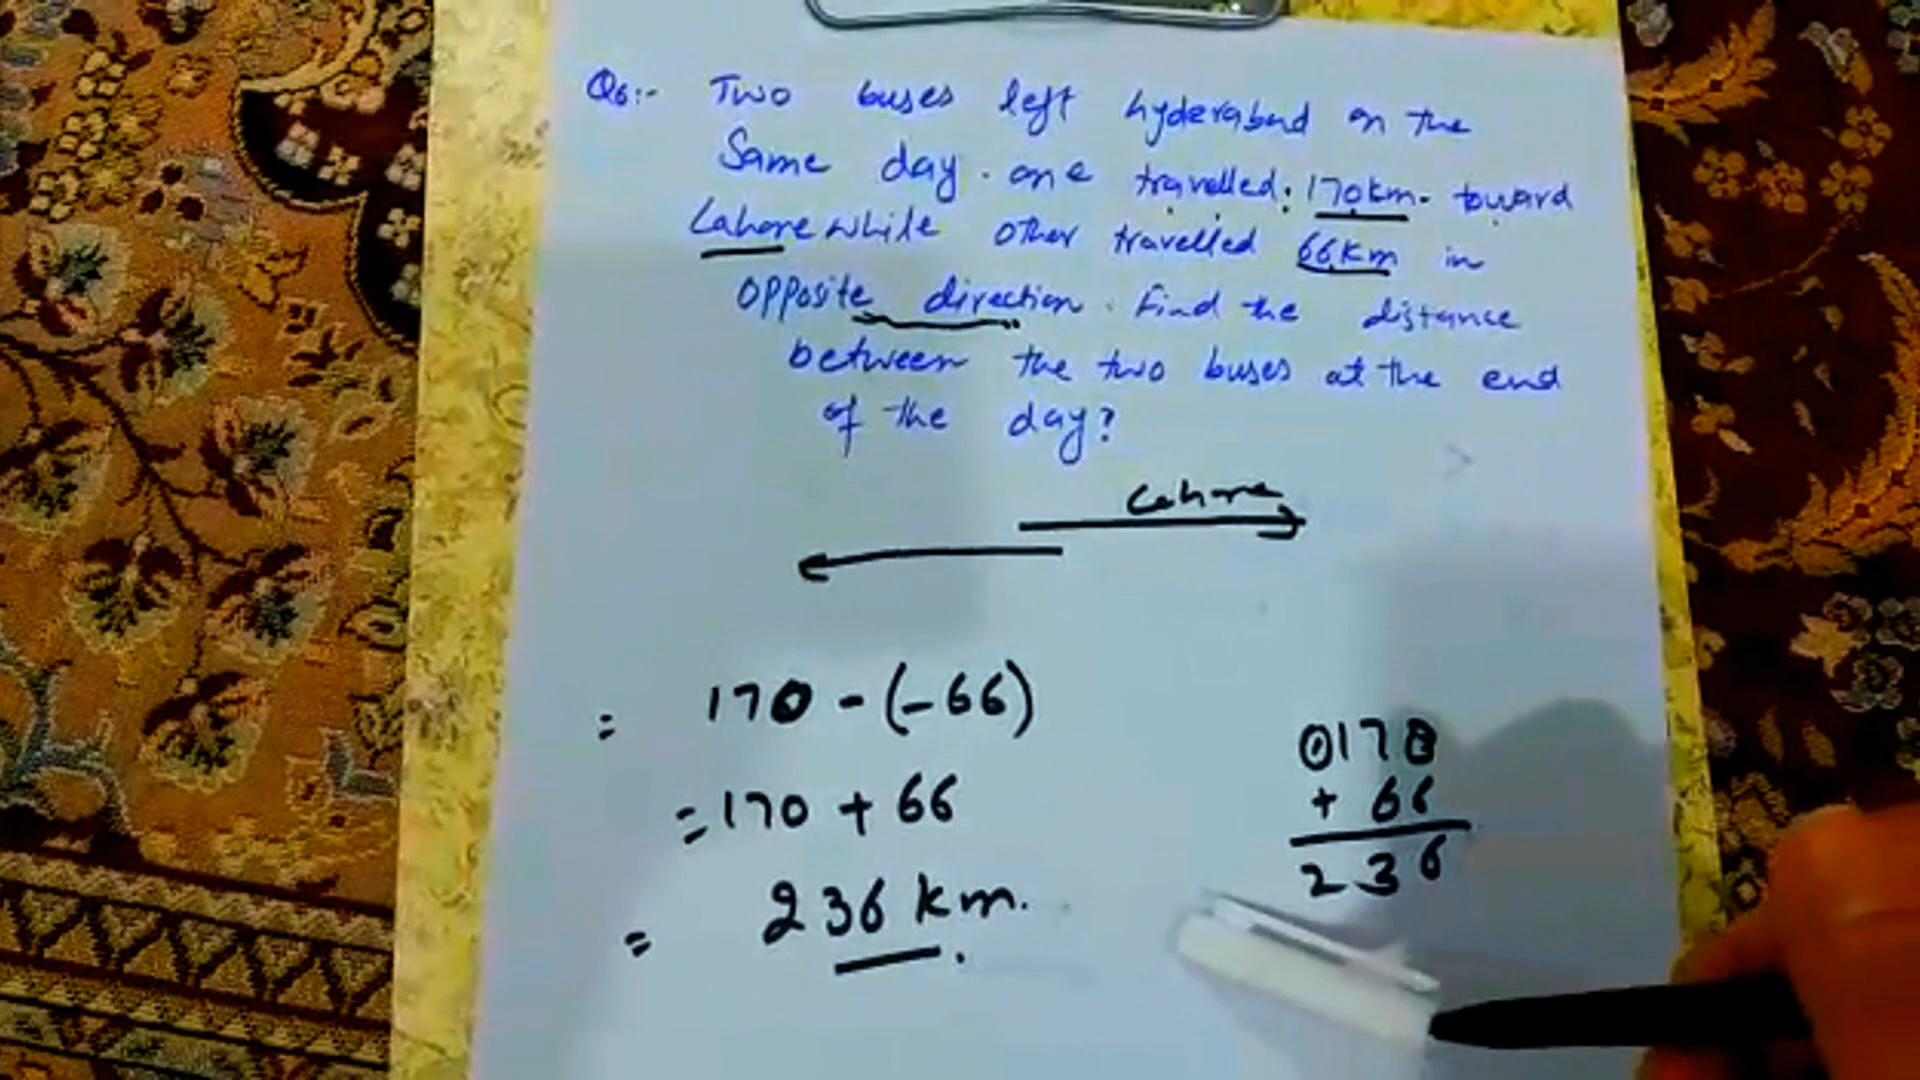 Q6:- Two buses left hyderabad on the
Same day. one travelled 170km. toward
Lahore while other travelled 66km in
opposite direction. Find the distance
between the two buses at the end
of the day?
Lahore
= 170 - (-66)
= 170 + 66
= 236 km.
①170
+ 66
236